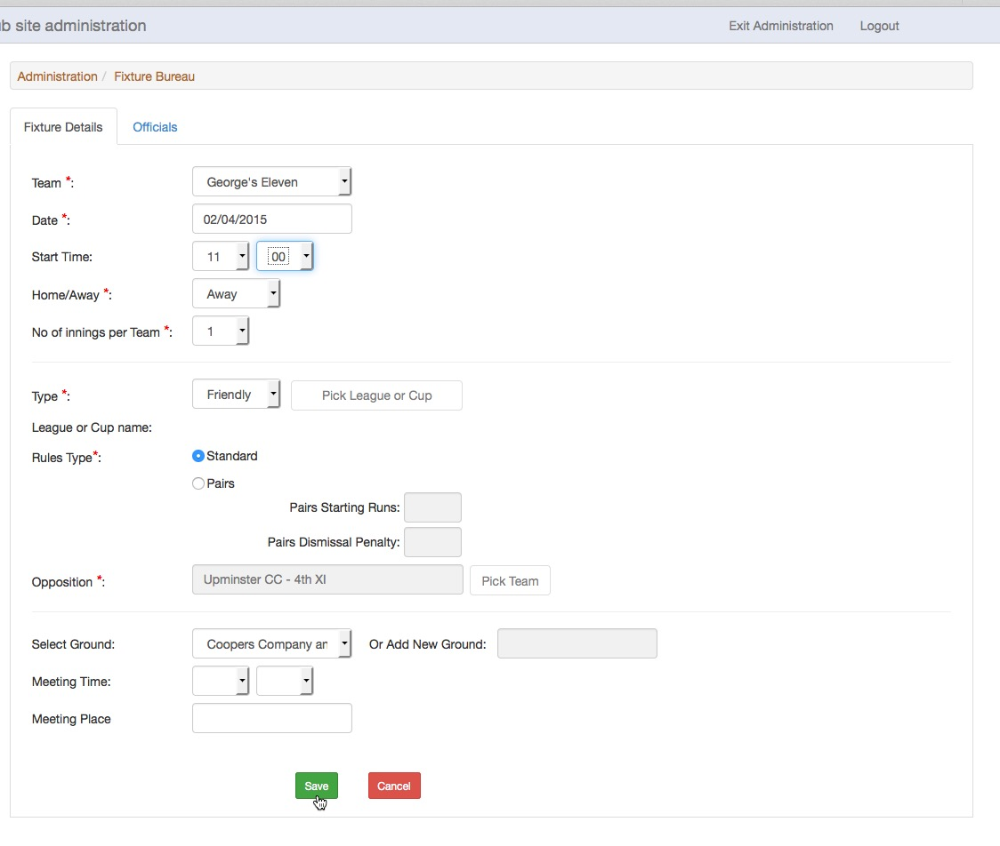 b site administration Exit Administration Logout
Administration / Fixture Bureau
Fixture Details Officials
Team *: George's Eleven
Date *: 02/04/2015
Start Time: 11 00
Home/Away *: Away
No of innings per Team *: 1
Type *: Friendly Pick League or Cup
League or Cup name:
Rules Type*: Standard
Pairs
Pairs Starting Runs:
Pairs Dismissal Penalty:
Opposition *: Upminster CC - 4th XI Pick Team
Select Ground: Coopers Company an Or Add New Ground:
Meeting Time:
Meeting Place
Save Cancel